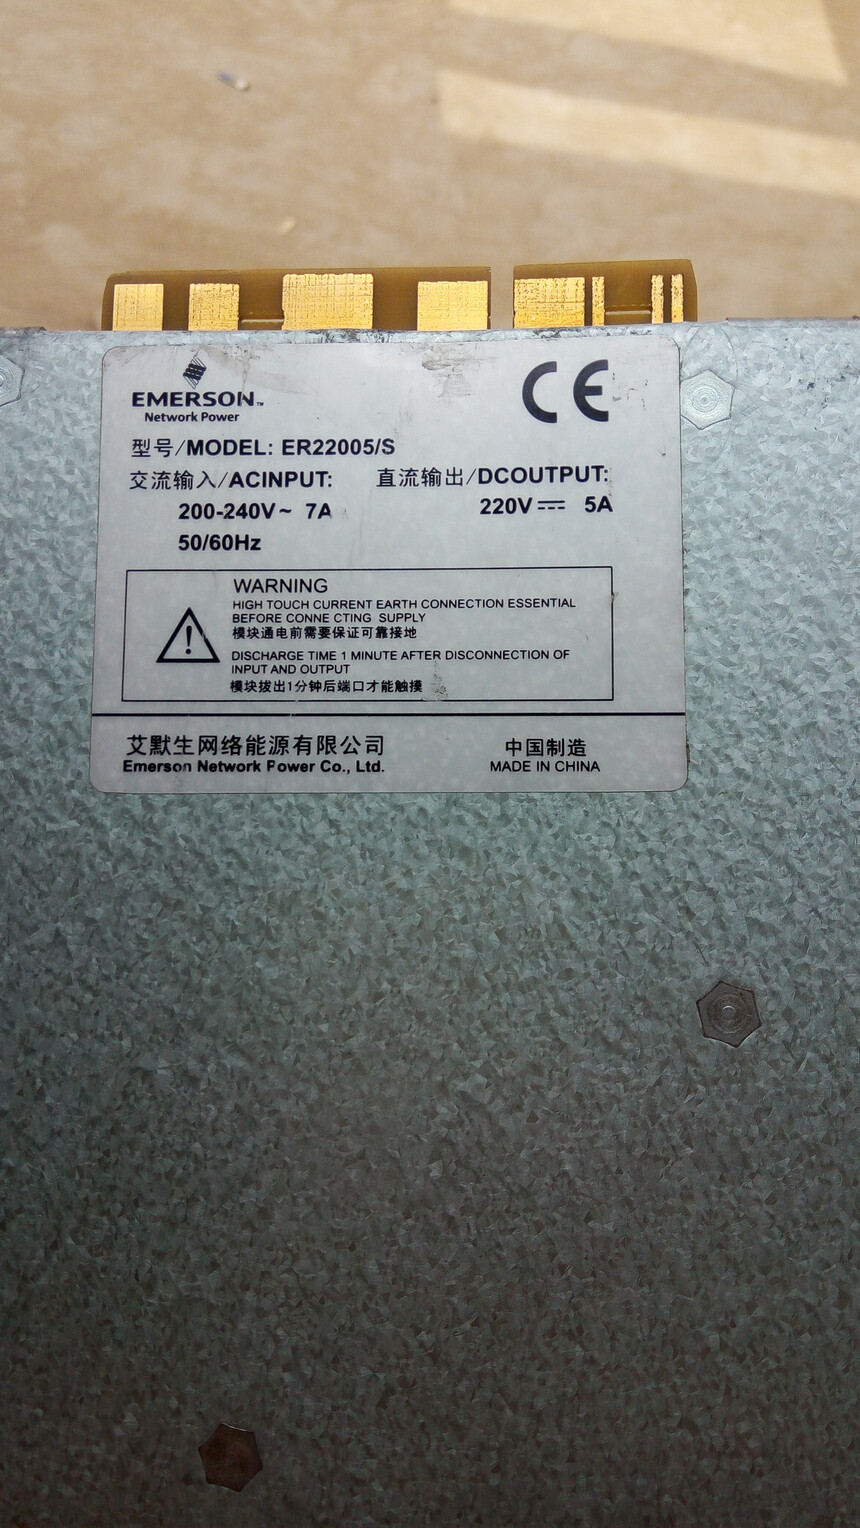 EMERSON™
Network Power
CE
型号/MODEL: ER22005/S
交流输入/ACINPUT:
200-240V~ 7A
50/60Hz
直流输出/DCOUTPUT:
220V⎓ 5A
WARNING
HIGH TOUCH CURRENT EARTH CONNECTION ESSENTIAL
BEFORE CONNE CTING SUPPLY
模块通电前需要保证可靠接地
DISCHARGE TIME 1 MINUTE AFTER DISCONNECTION OF
INPUT AND OUTPUT
模块拔出1分钟后端口才能触摸
艾默生网络能源有限公司
Emerson Network Power Co., Ltd.
中国制造
MADE IN CHINA